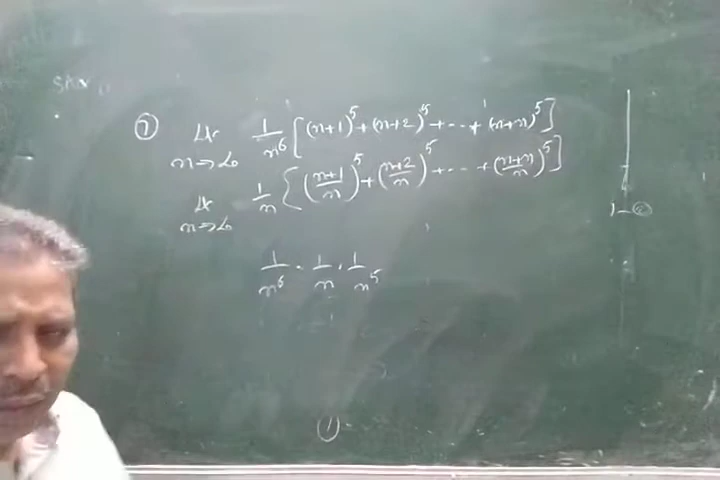 ⑦ Lt n→∞ 1/n⁶ [(n+1)⁵+(n+2)⁵+---+(n+n)⁵]
Lt n→∞ 1/n {((n+1)/n)⁵+((n+2)/n)⁵+---+((n+n)/n)⁵]
1/n⁶ · 1/n · 1/n⁵
①